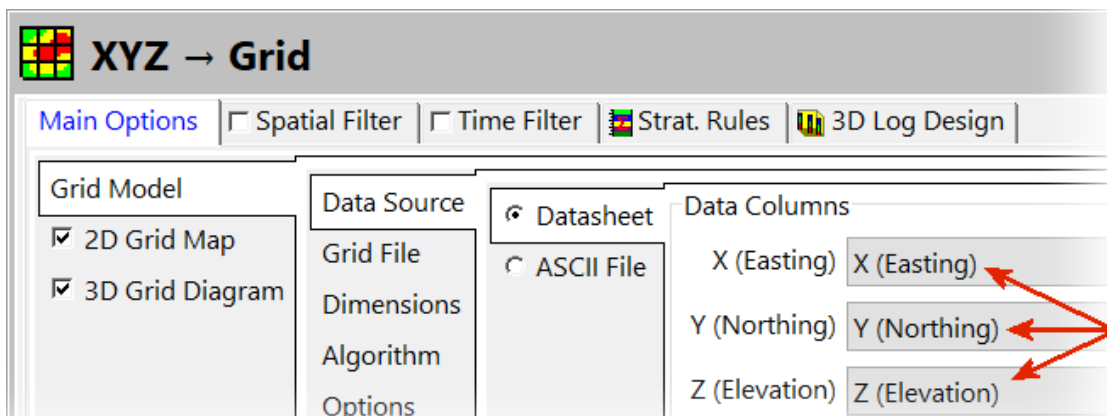 XYZ → Grid
Main Options Spatial Filter Time Filter Strat. Rules 3D Log Design
Grid Model
2D Grid Map
3D Grid Diagram
Data Source
Grid File
Dimensions
Algorithm
Options
Datasheet
ASCII File
Data Columns
X (Easting) X (Easting)
Y (Northing) Y (Northing)
Z (Elevation) Z (Elevation)